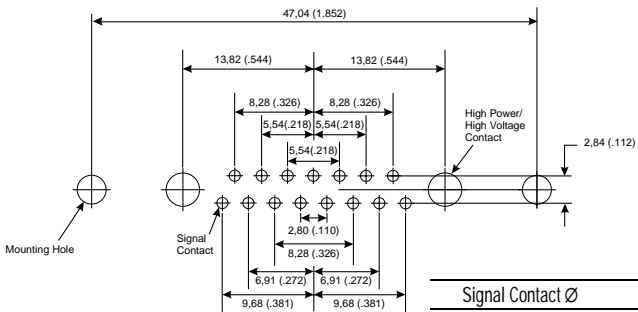 47,04 (1.852)
13,82 (.544)
13,82 (.544)
8,28 (.326)
8,28 (.326)
High Power/
High Voltage
Contact
5,54(.218)
5,54(.218)
5,54(.218)
2,84 (.112)
Mounting Hole
Signal
Contact
2,80 (.110)
8,28 (.326)
6,91 (.272)
6,91 (.272)
9,68 (.381)
9,68 (.381)
Signal Contact Ø